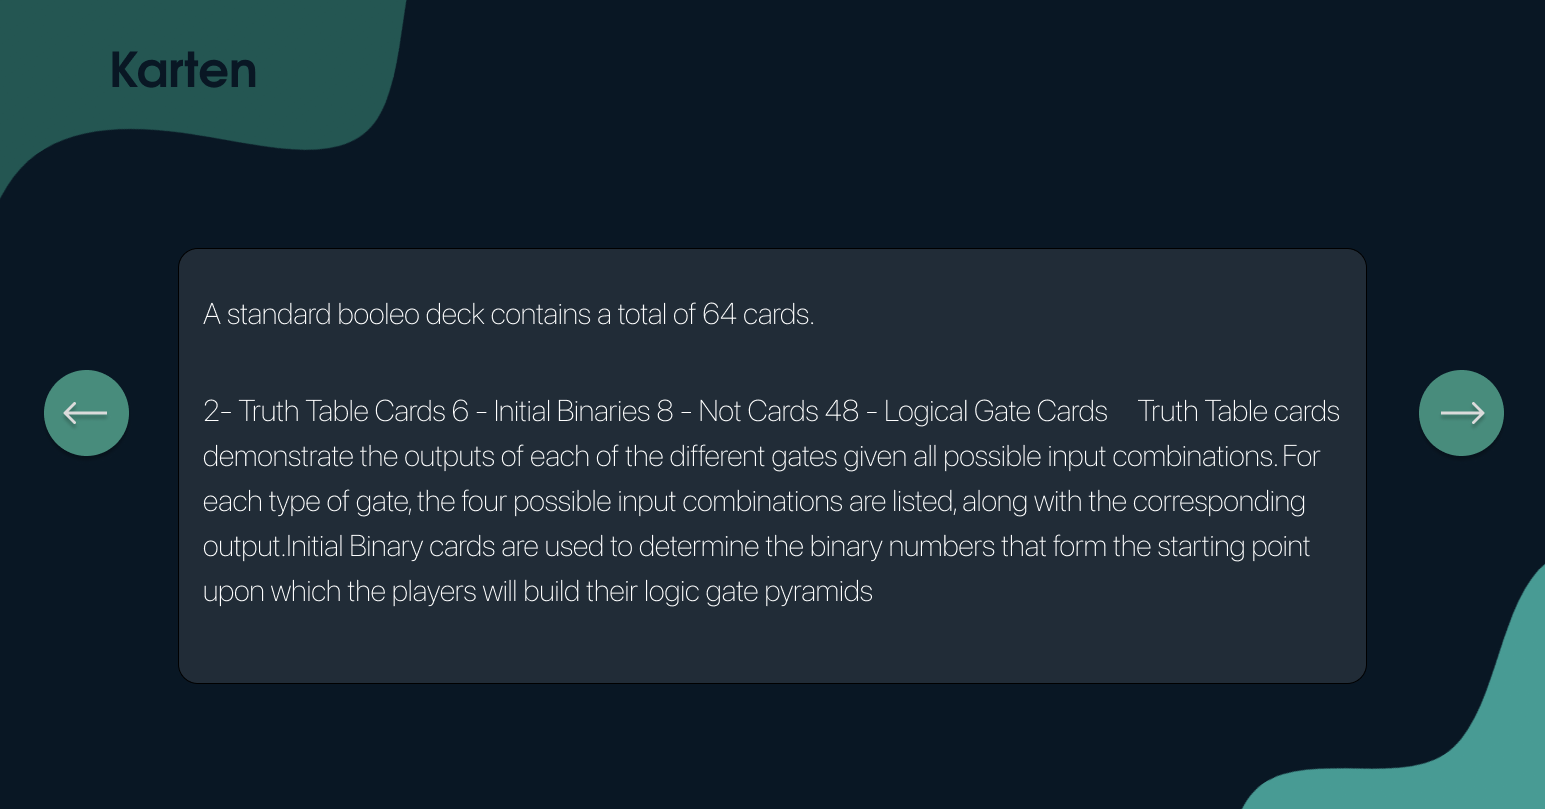 Karten
A standard booleo deck contains a total of 64 cards.
2- Truth Table Cards 6 - Initial Binaries 8 - Not Cards 48 - Logical Gate Cards Truth Table cards
demonstrate the outputs of each of the different gates given all possible input combinations. For
each type of gate, the four possible input combinations are listed, along with the corresponding
output.Initial Binary cards are used to determine the binary numbers that form the starting point
upon which the players will build their logic gate pyramids